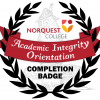 NORQUEST
COLLEGE
Academic Integrity
Orientation
COMPLETION
BADGE